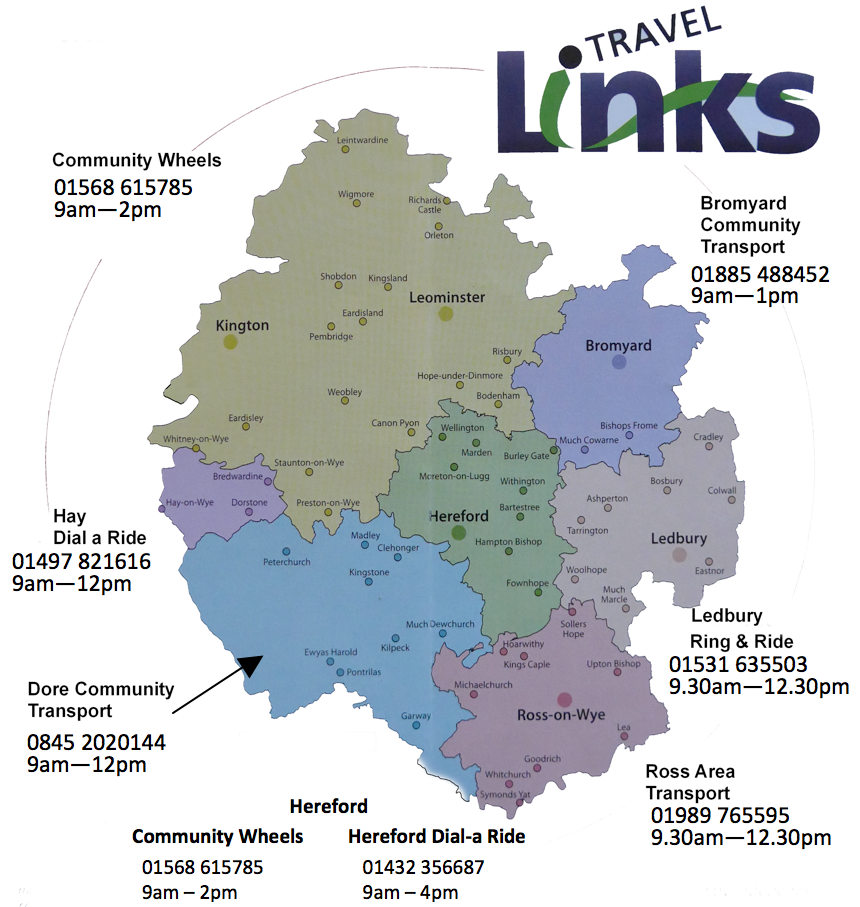 TRAVEL
Links
Community Wheels
01568 615785
9am—2pm
Bromyard
Community
Transport
01885 488452
9am—1pm
Leintwardine
Wigmore
Richards
Castle
Orleton
Shobdon
Kingsland
Leominster
Eardisland
Kington
Pembridge
Bromyard
Risbury
Hope-under-Dinmore
Weobley
Bodenham
Eardisley
Canon Pyon
Wellington
Bishops Frome
Whitney-on-Wye
Marden
Much Cowarne
Cradley
Burley Gate
Staunton-on-Wye
Moreton-on-Lugg
Bredwardine
Withington
Bosbury
Colwall
Hay-on-Wye
Dorstone
Preston-on-Wye
Ashperton
Bartestree
Hereford
Tarrington
Madley
Clehonger
Hampton Bishop
Ledbury
Peterchurch
Kingstone
Woolhope
Eastnor
Fownhope
Much
Marcle
Much Dewchurch
Sollers
Hope
Kilpeck
Hoarwithy
Ewyas Harold
Kings Caple
Upton Bishop
Pontrilas
Michaelchurch
Garway
Ross-on-Wye
Lea
Goodrich
Whitchurch
Symonds Yat
Hay
Dial a Ride
01497 821616
9am—12pm
Ledbury
Ring & Ride
01531 635503
9.30am—12.30pm
Dore Community
Transport
0845 2020144
9am—12pm
Ross Area
Transport
01989 765595
9.30am—12.30pm
Hereford
Community Wheels
01568 615785
9am – 2pm
Hereford Dial-a Ride
01432 356687
9am – 4pm